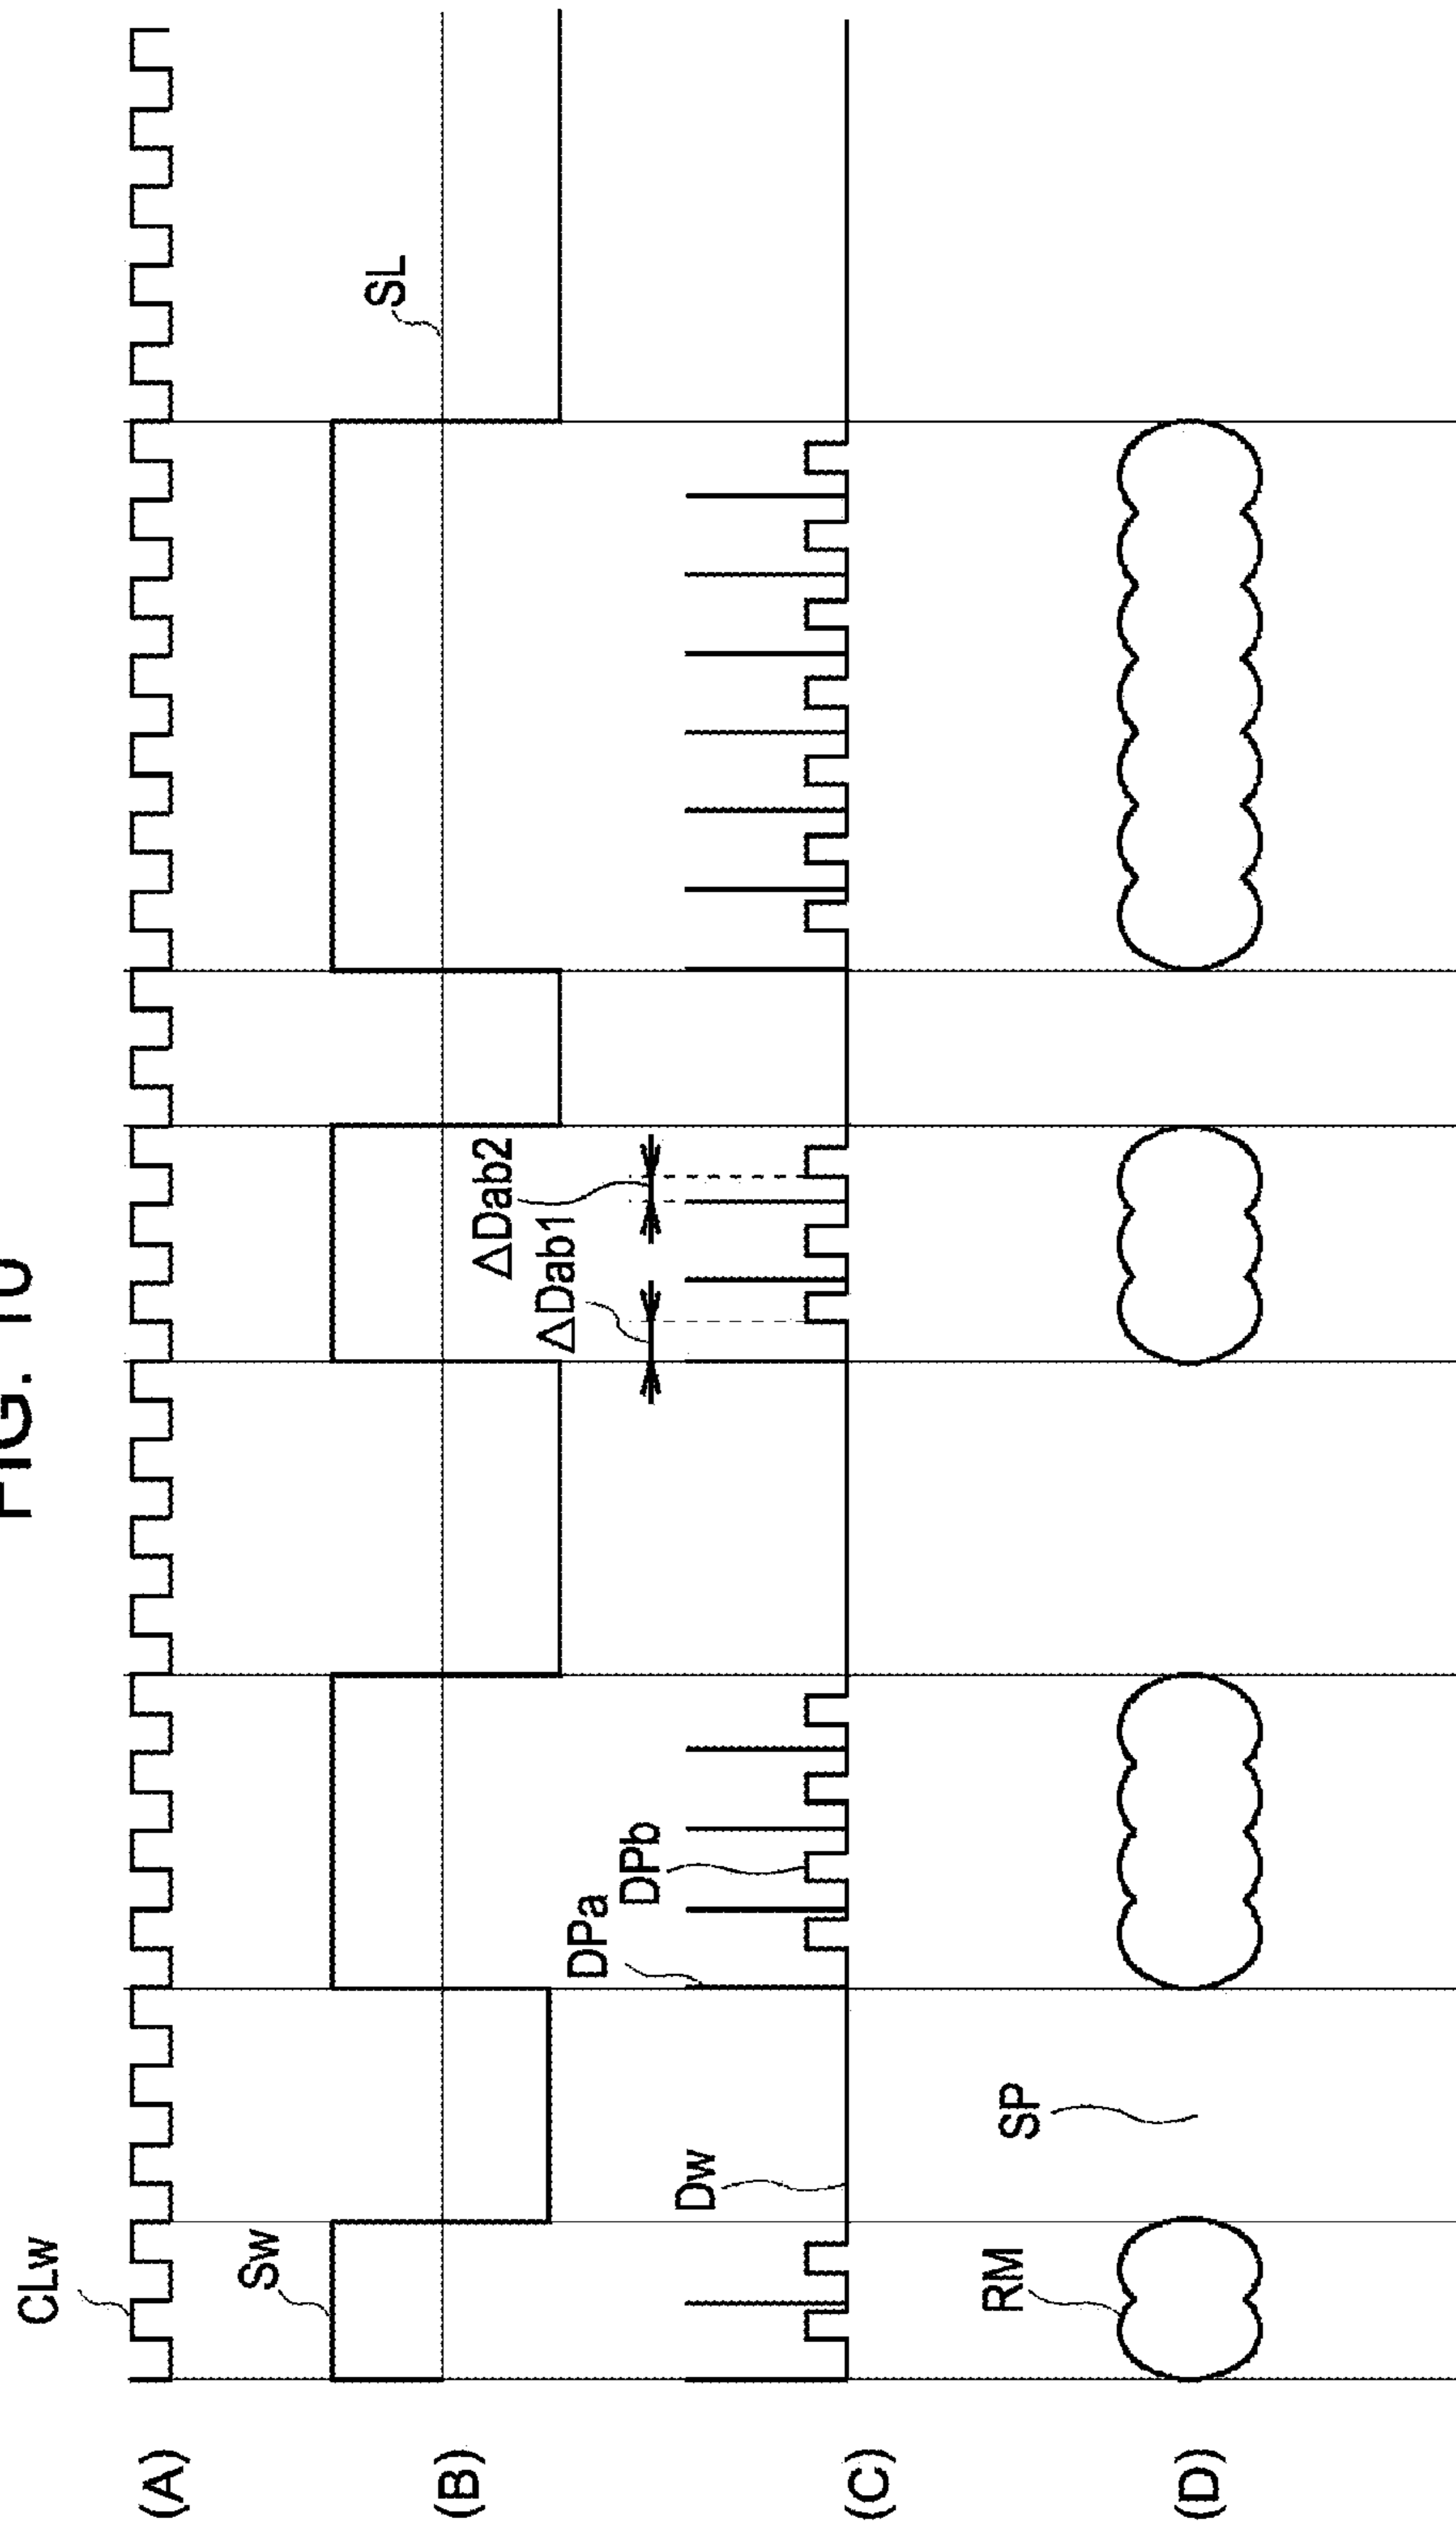 FIG. 10
(A)
CLw
(B)
Sw
SL
(C)
Dw
DPa
DPb
ΔDab1
ΔDab2
(D)
RM
SP